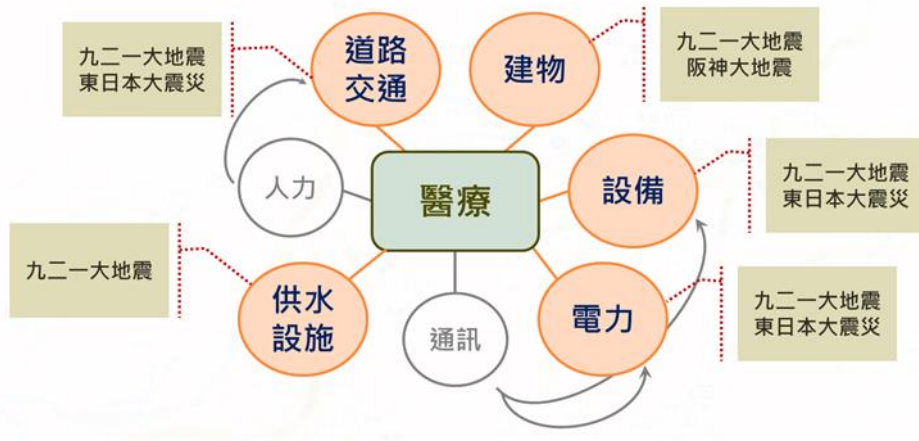 九二一大地震
東日本大震災
道路
交通
建物
九二一大地震
阪神大地震
人力
醫療
設備
九二一大地震
東日本大震災
九二一大地震
供水
設施
通訊
電力
九二一大地震
東日本大震災